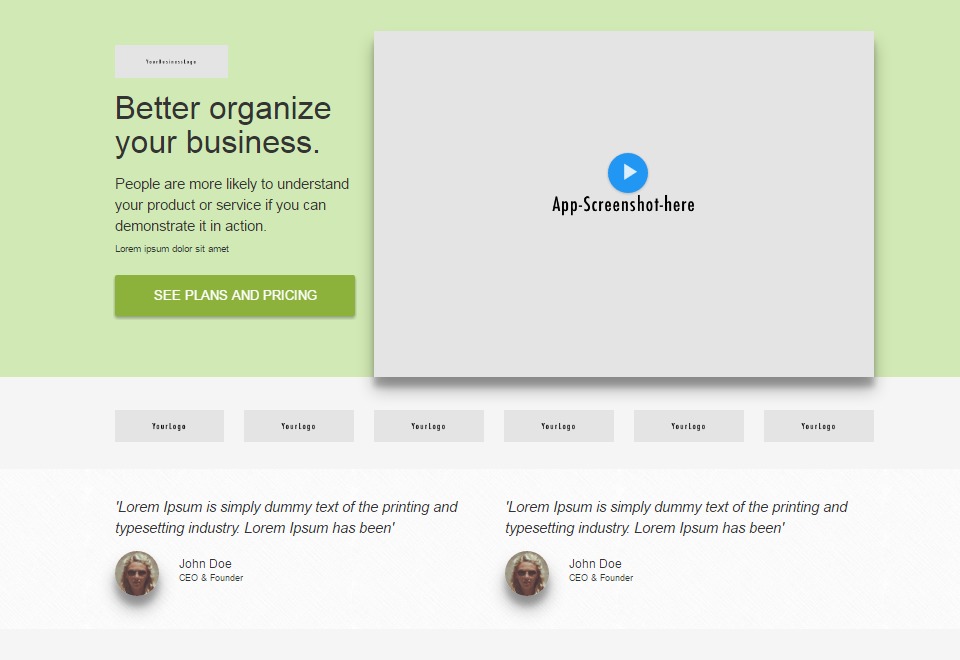 YourBusinessLogo
Better organize
your business.
People are more likely to understand
your product or service if you can
demonstrate it in action.
Lorem ipsum dolor sit amet
SEE PLANS AND PRICING
App-Screenshot-here
YourLogo
YourLogo
YourLogo
YourLogo
YourLogo
YourLogo
'Lorem Ipsum is simply dummy text of the printing and
typesetting industry. Lorem Ipsum has been'
John Doe
CEO & Founder
'Lorem Ipsum is simply dummy text of the printing and
typesetting industry. Lorem Ipsum has been'
John Doe
CEO & Founder